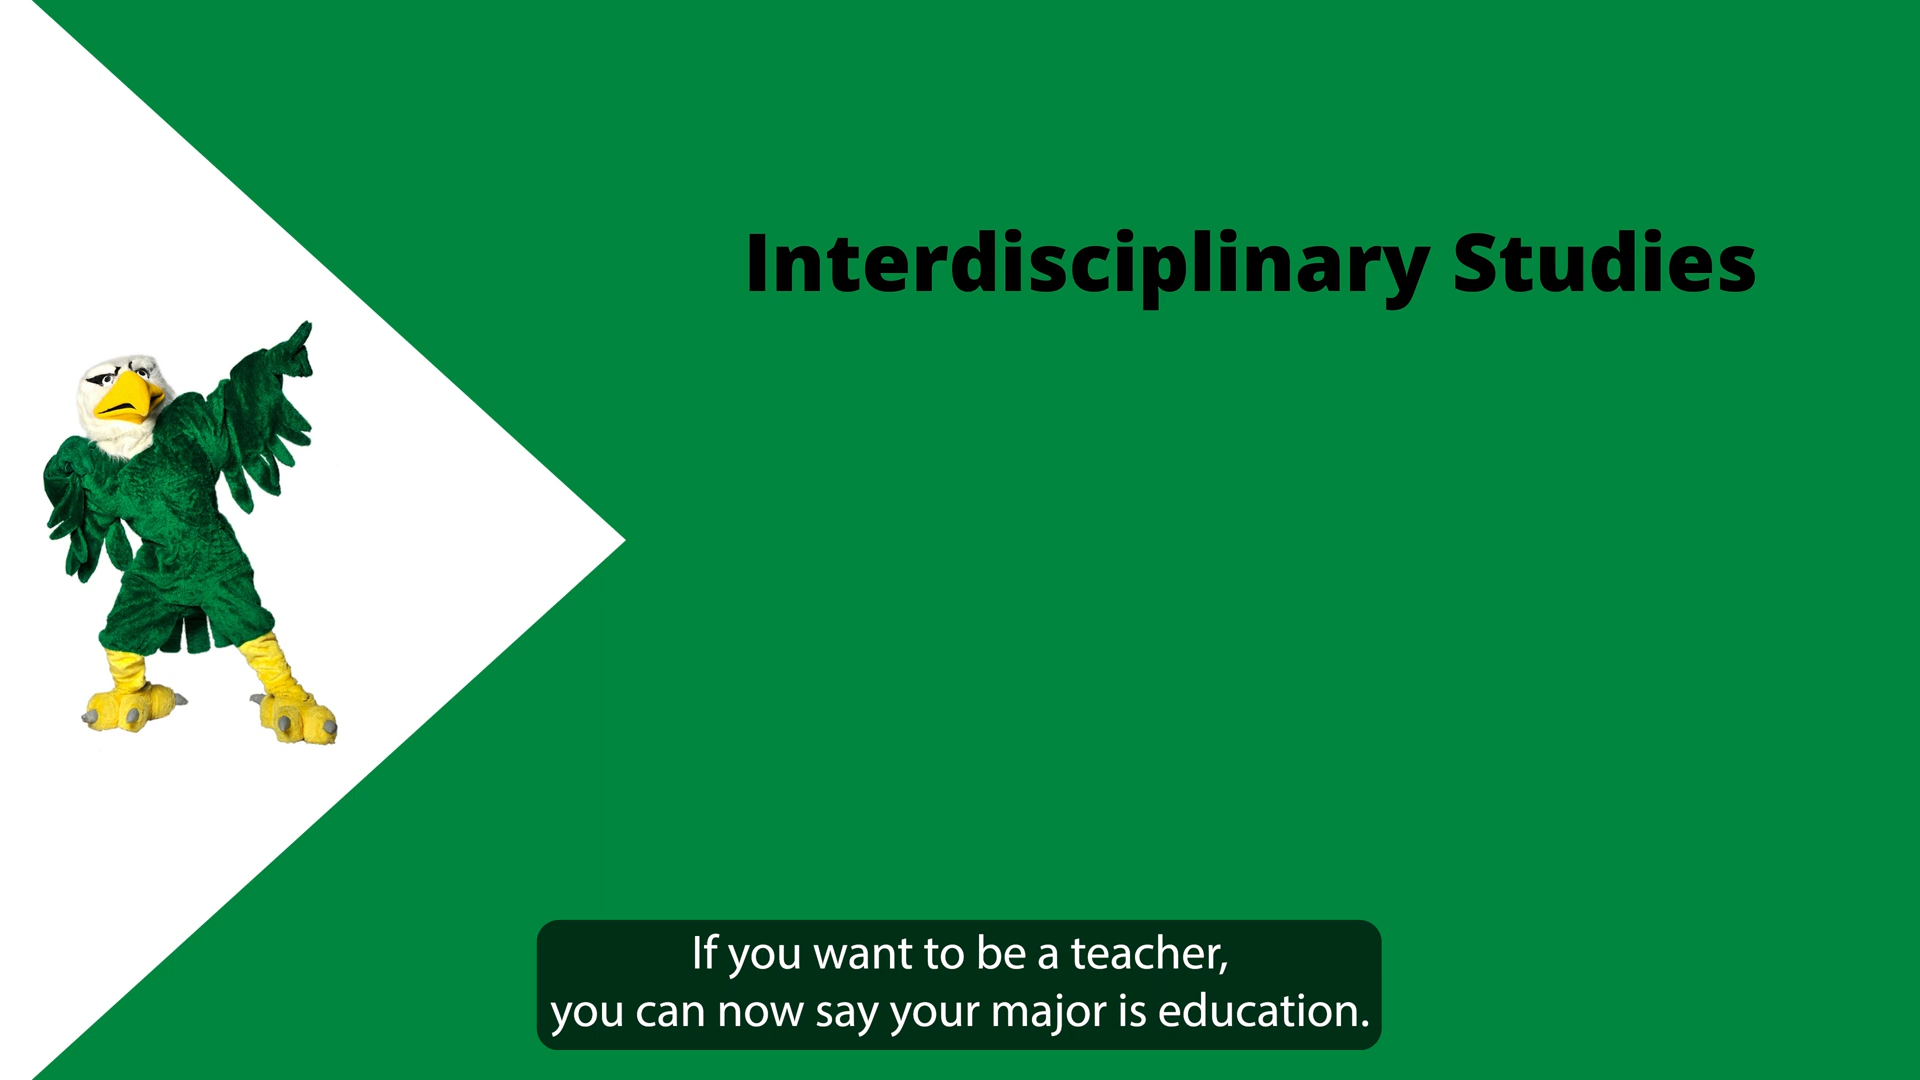 Interdisciplinary Studies
If you want to be a teacher,
you can now say your major is education.